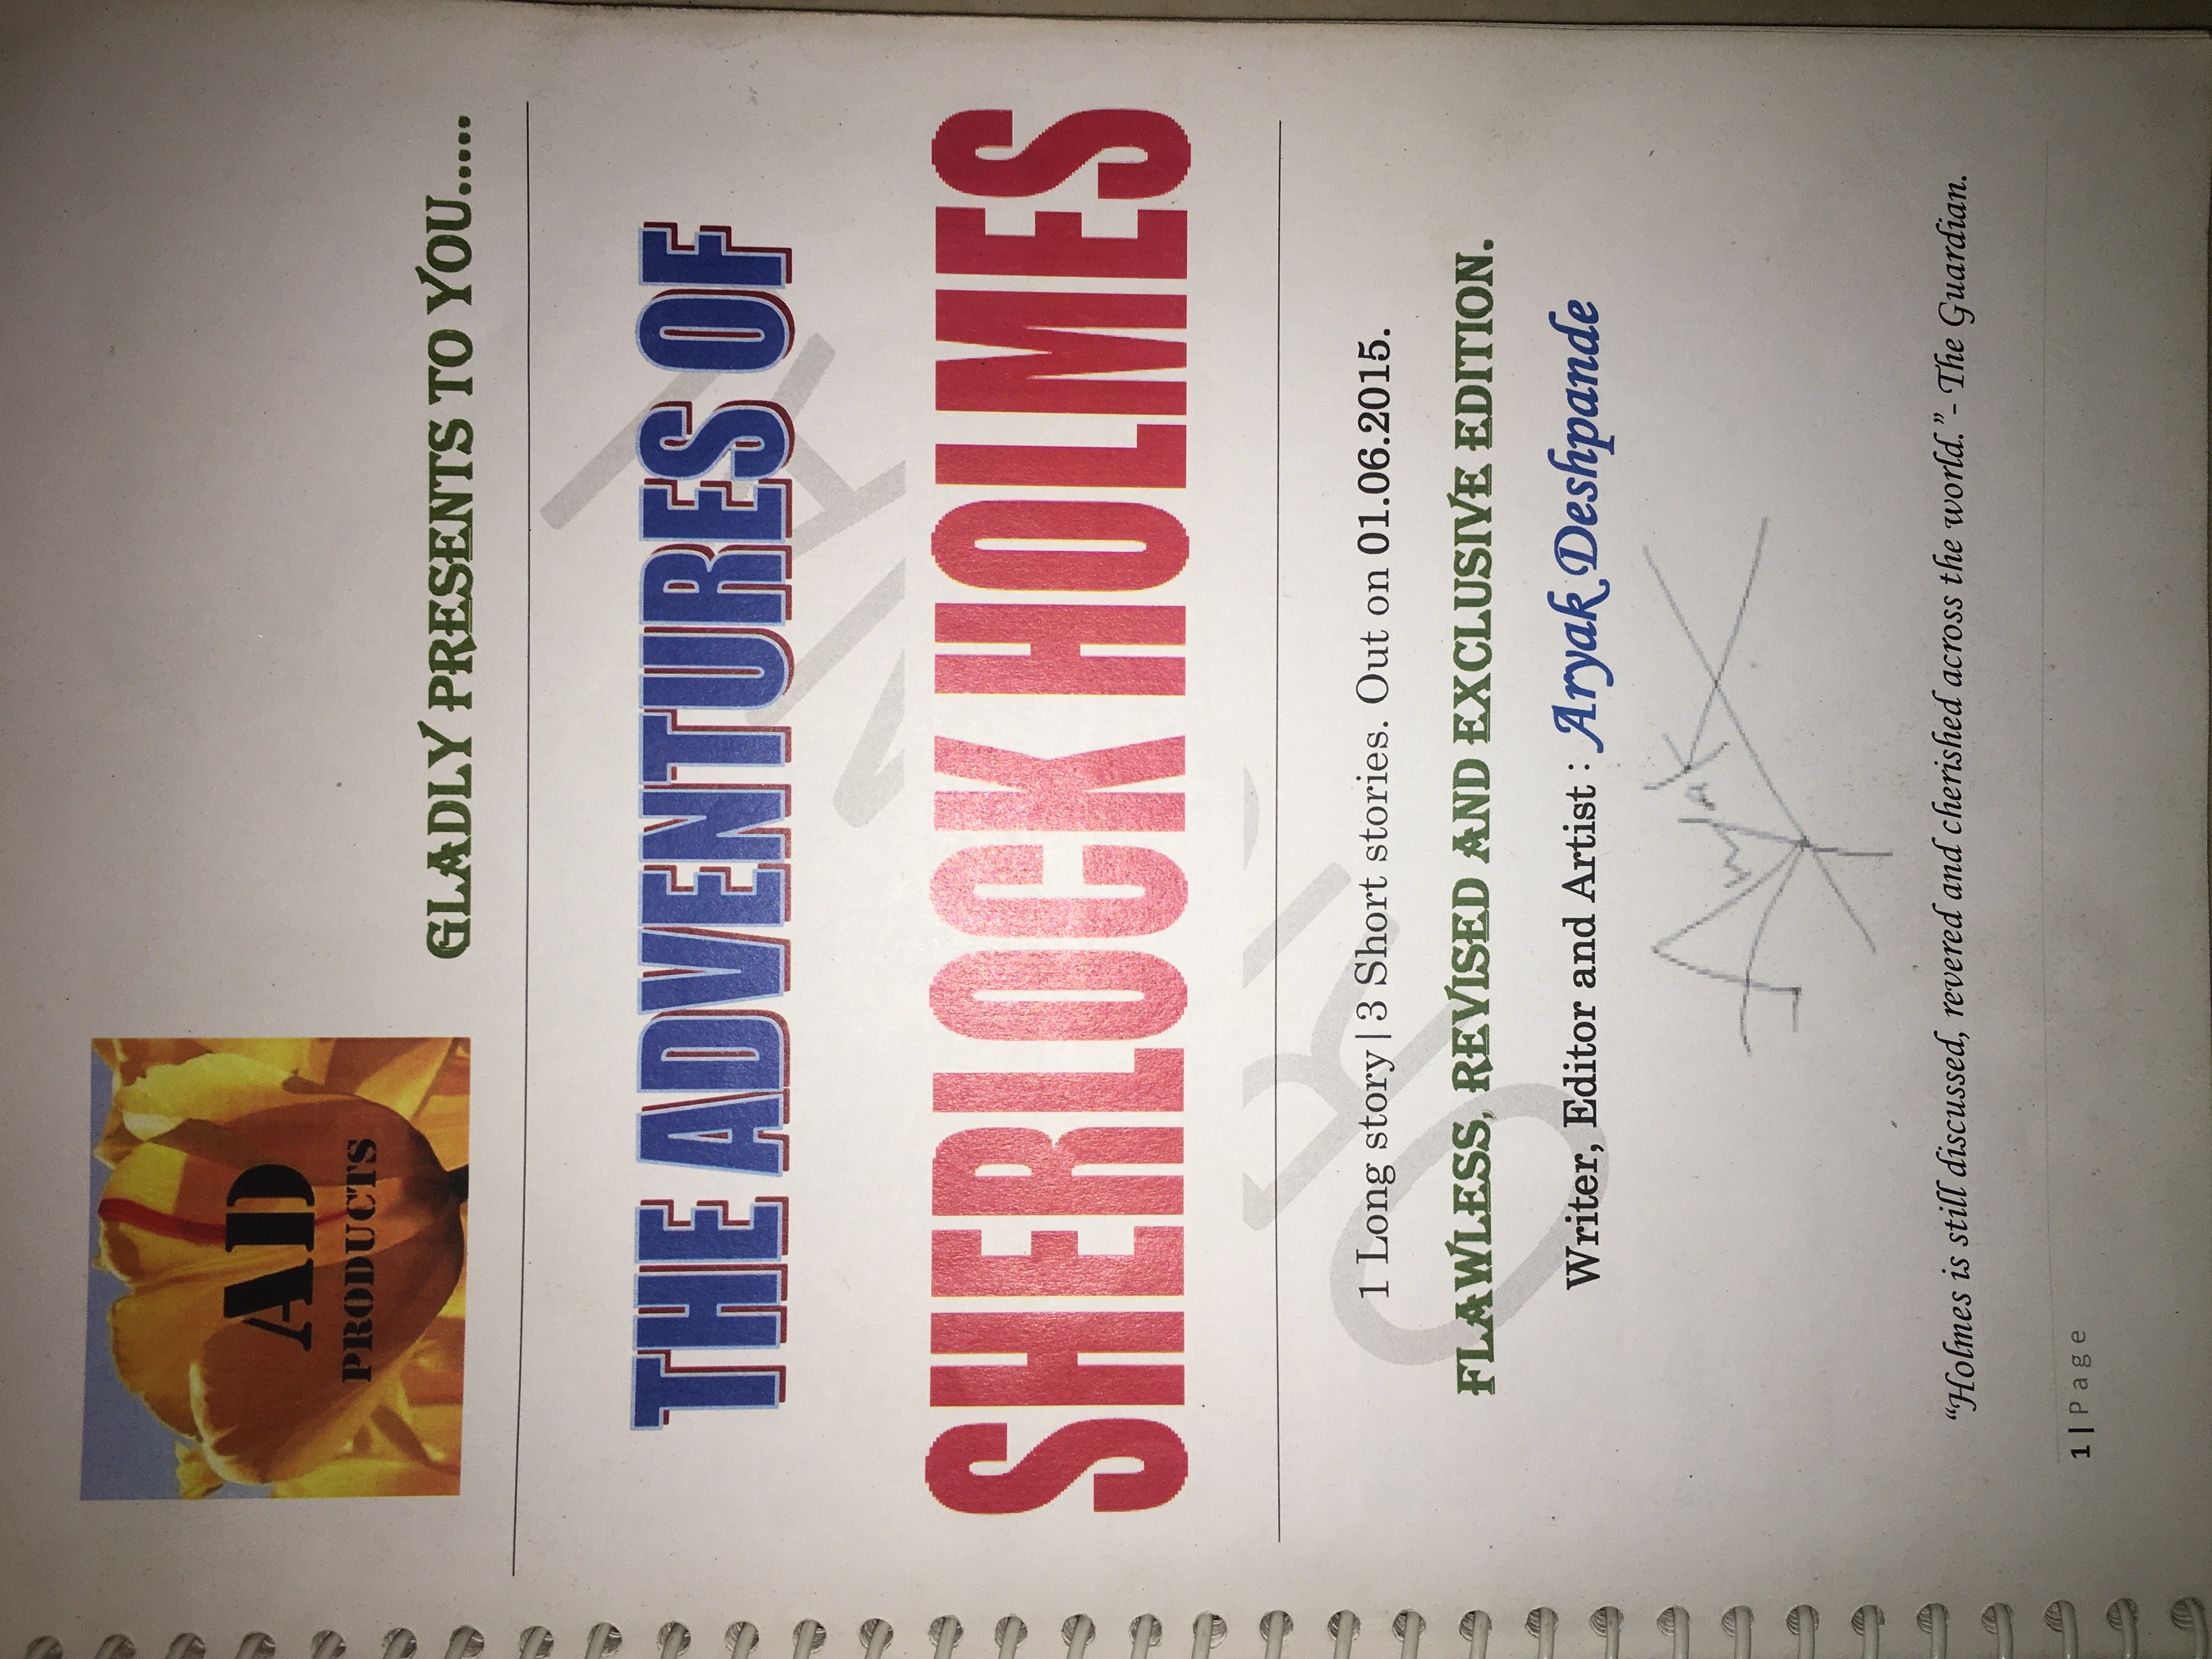 AD
PRODUCTS
GLADLY PRESENTS TO YOU.....
THE ADVENTURES OF
SHERLOCK HOLMES
ORIGINAL
1 Long story|3 Short stories. Out on 01.06.2015.
FLAWLESS, REVISED AND EXCLUSIVE EDITION.
Writer, Editor and Artist : Aryak Deshpande
Aryak
“Holmes is still discussed, revered and cherished across the world.”- The Guardian.
1 | Page